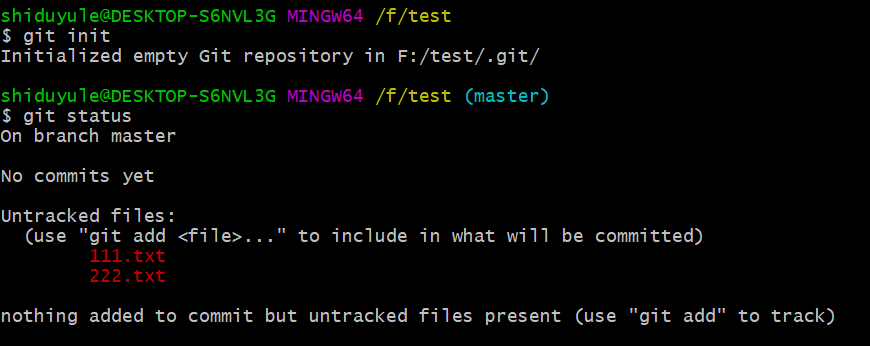 shiduyule@DESKTOP-S6NVL3G MINGW64 /f/test
$ git init
Initialized empty Git repository in F:/test/.git/
shiduyule@DESKTOP-S6NVL3G MINGW64 /f/test (master)
$ git status
On branch master
No commits yet
Untracked files:
(use "git add <file>..." to include in what will be committed)
111.txt
222.txt
nothing added to commit but untracked files present (use "git add" to track)